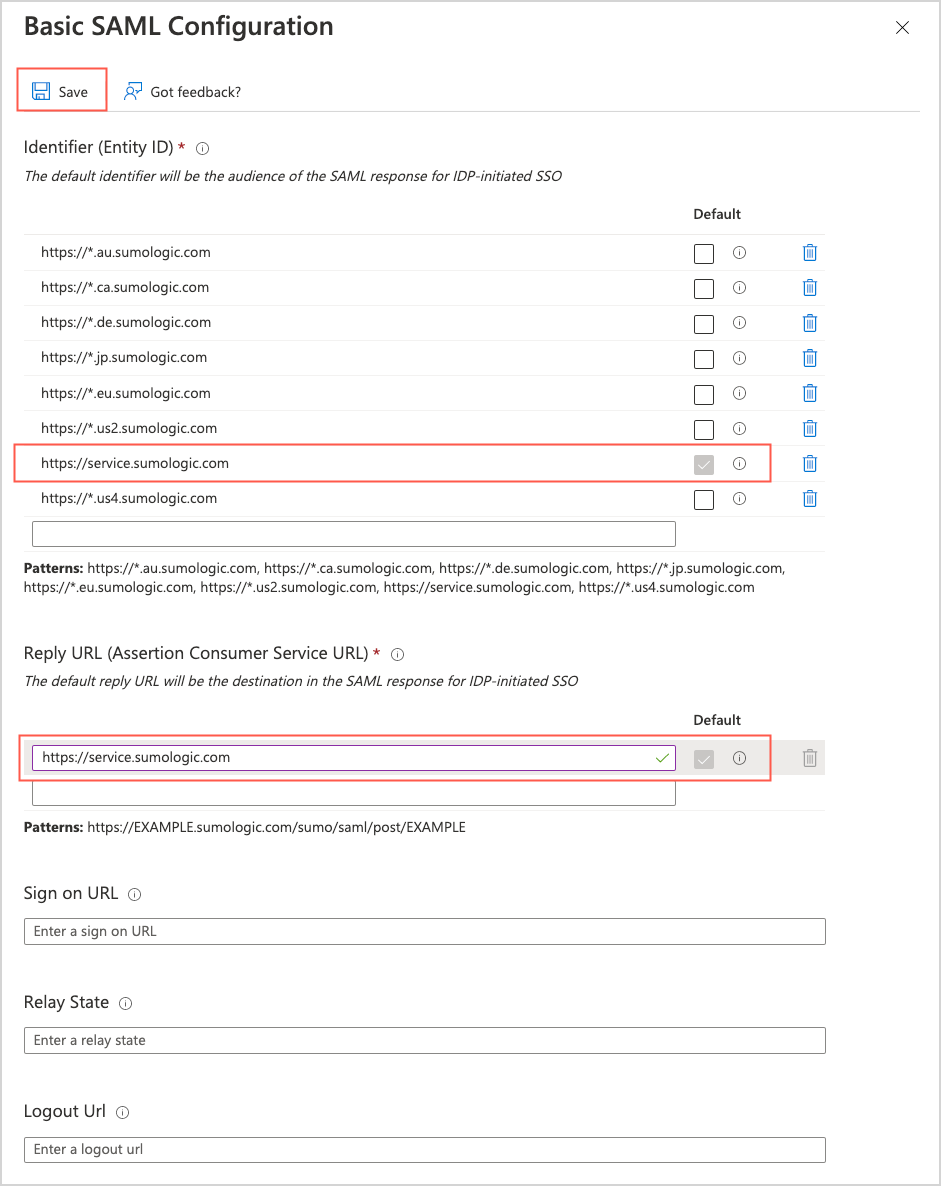 Basic SAML Configuration
Save
Got feedback?
Identifier (Entity ID) *
The default identifier will be the audience of the SAML response for IDP-initiated SSO
Default
https://*.au.sumologic.com
https://*.ca.sumologic.com
https://*.de.sumologic.com
https://*.jp.sumologic.com
https://*.eu.sumologic.com
https://*.us2.sumologic.com
https://service.sumologic.com
https://*.us4.sumologic.com
Patterns: https://*.au.sumologic.com, https://*.ca.sumologic.com, https://*.de.sumologic.com, https://*.jp.sumologic.com,
https://*.eu.sumologic.com, https://*.us2.sumologic.com, https://service.sumologic.com, https://*.us4.sumologic.com
Reply URL (Assertion Consumer Service URL) *
The default reply URL will be the destination in the SAML response for IDP-initiated SSO
Default
https://service.sumologic.com
Patterns: https://EXAMPLE.sumologic.com/sumo/saml/post/EXAMPLE
Sign on URL
Enter a sign on URL
Relay State
Enter a relay state
Logout Url
Enter a logout url